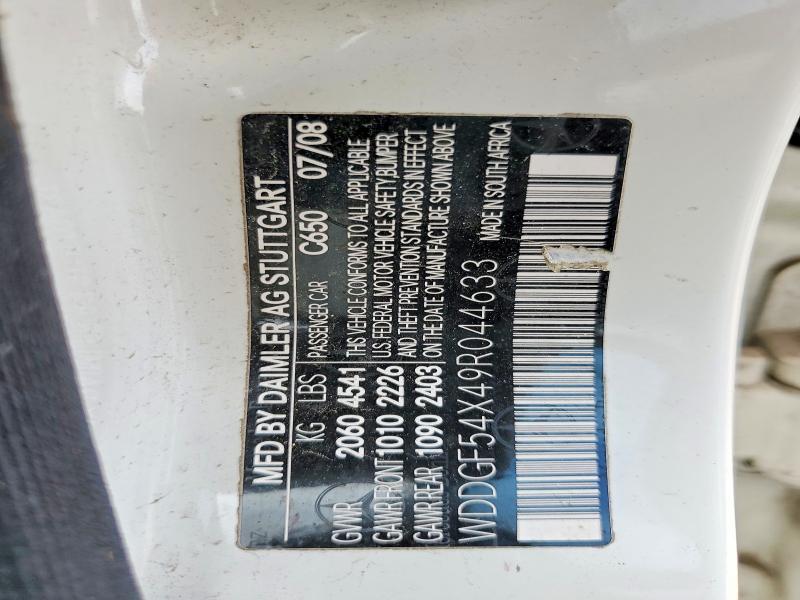 MFD BY DAIMLER AG STUTTGART
KG LBS PASSENGER CAR C650 07/08
GVWR 2060 4541 THIS VEHICLE CONFORMS TO ALL APPLICABLE
GAWR FRONT 1010 2226 U.S. FEDERAL MOTOR VEHICLE SAFETY, BUMPER
AND THEFT PREVENTION STANDARDS IN EFFECT
GAWR REAR 1090 2403 ON THE DATE OF MANUFACTURE SHOWN ABOVE
WDDGF54X49R044633 MADE IN SOUTH AFRICA